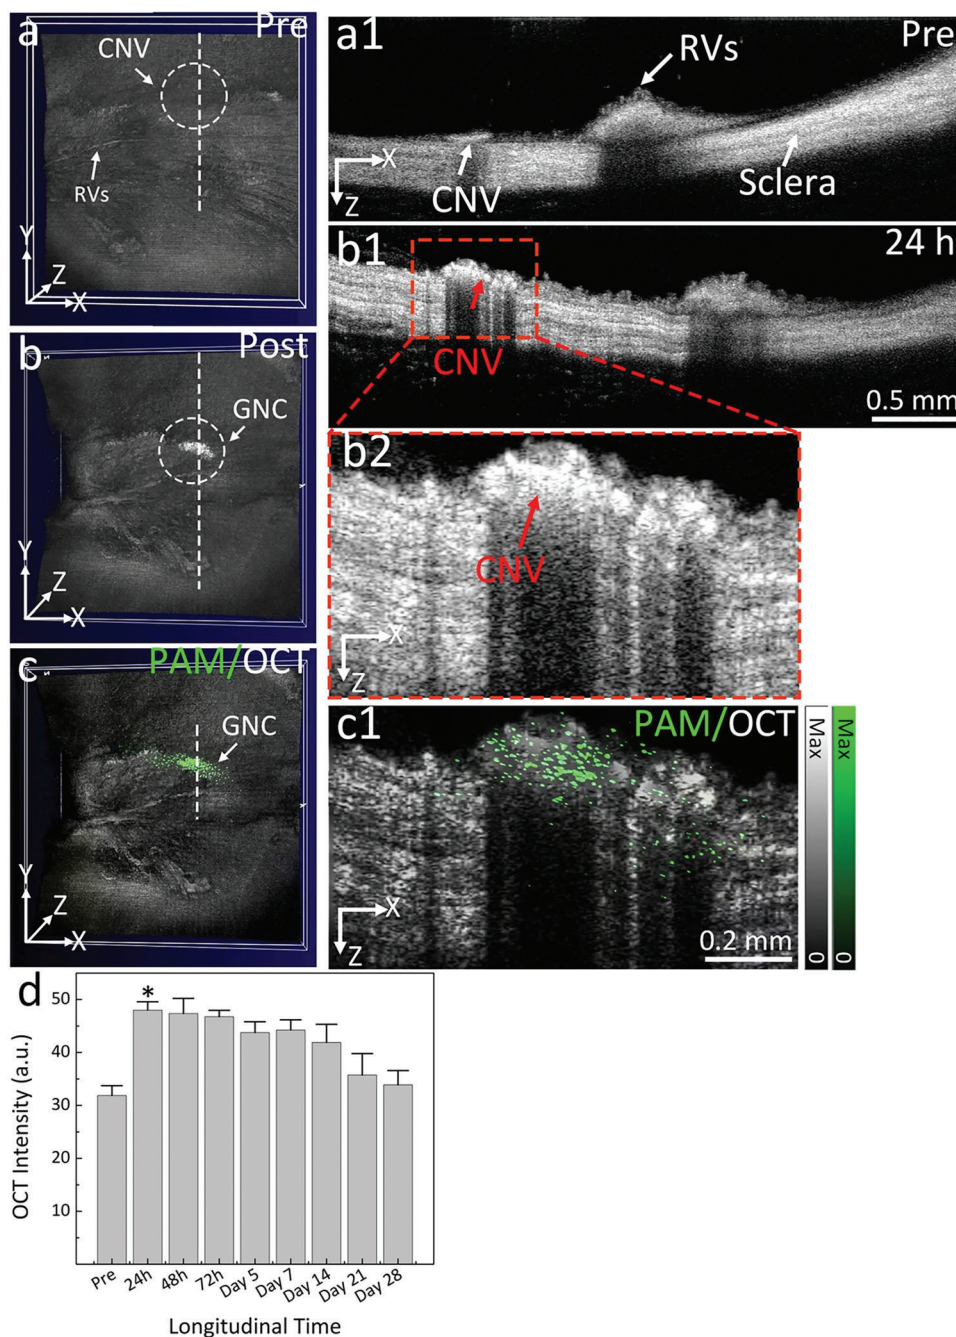 a
Pre
CNV
RVs
Y
Z
X
a1
Pre
RVs
X
Z
CNV
Sclera
b
Post
GNC
Y
Z
X
b1
24 h
CNV
0.5 mm
b2
CNV
X
Z
c
PAM/OCT
GNC
Y
Z
X
c1
PAM/OCT
X
Z
0.2 mm
Max
Max
0
0
d
*
OCT Intensity (a.u.)
50
40
30
20
10
Pre
24h
48h
72h
Day 5
Day 7
Day 14
Day 21
Day 28
Longitudinal Time